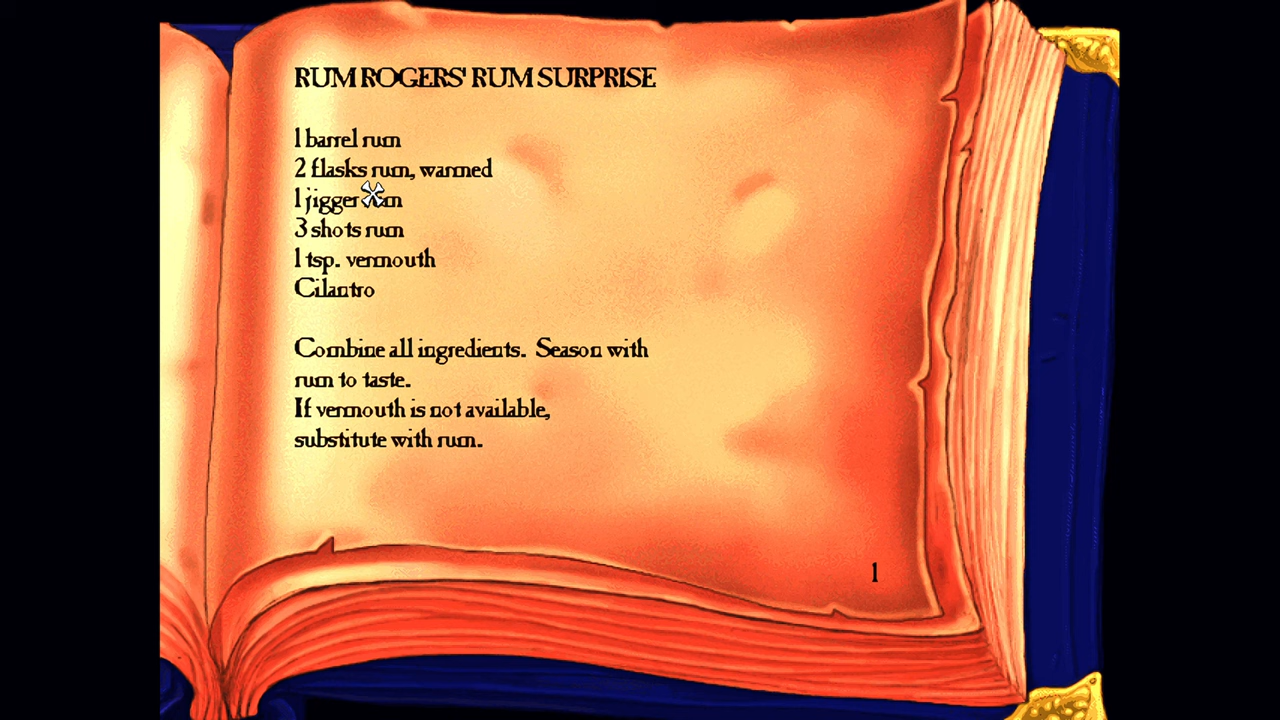 RUM ROGERS' RUM SURPRISE
1 barrel rum
2 flasks rum, warmed
1 jigger rum
3 shots rum
1 tsp. vermouth
Cilantro
Combine all ingredients. Season with
rum to taste.
If vermouth is not available,
substitute with rum.
1